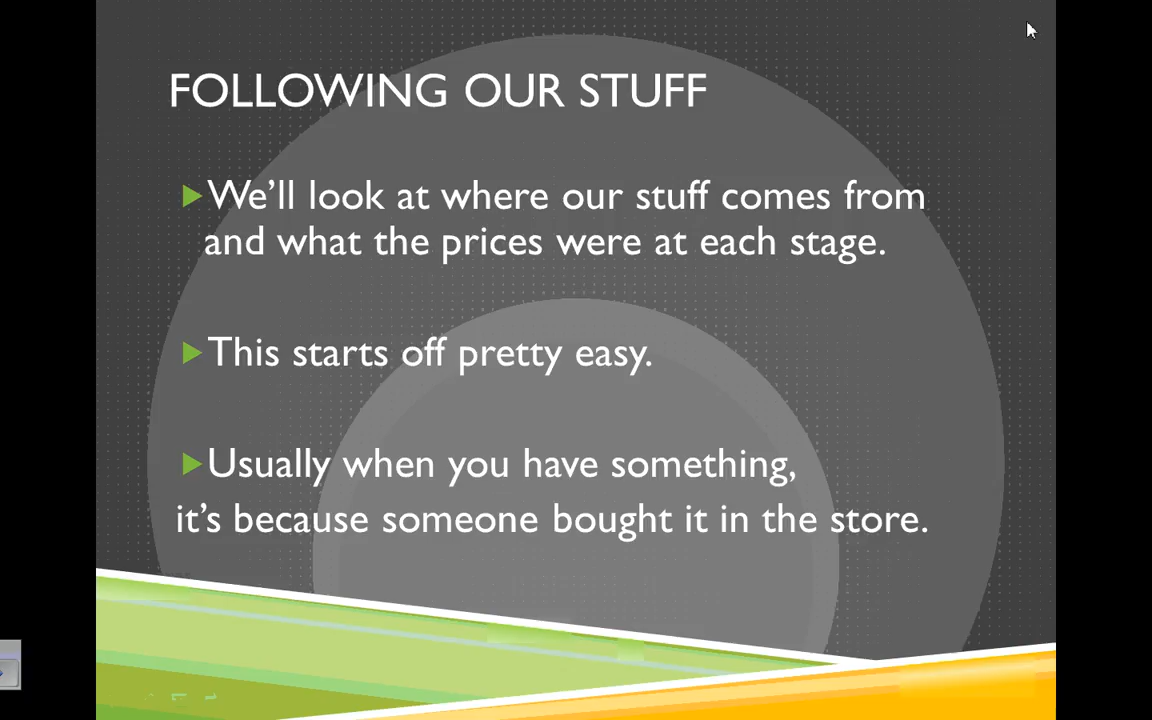 FOLLOWING OUR STUFF
We’ll look at where our stuff comes from
and what the prices were at each stage.
This starts off pretty easy.
Usually when you have something,
it’s because someone bought it in the store.